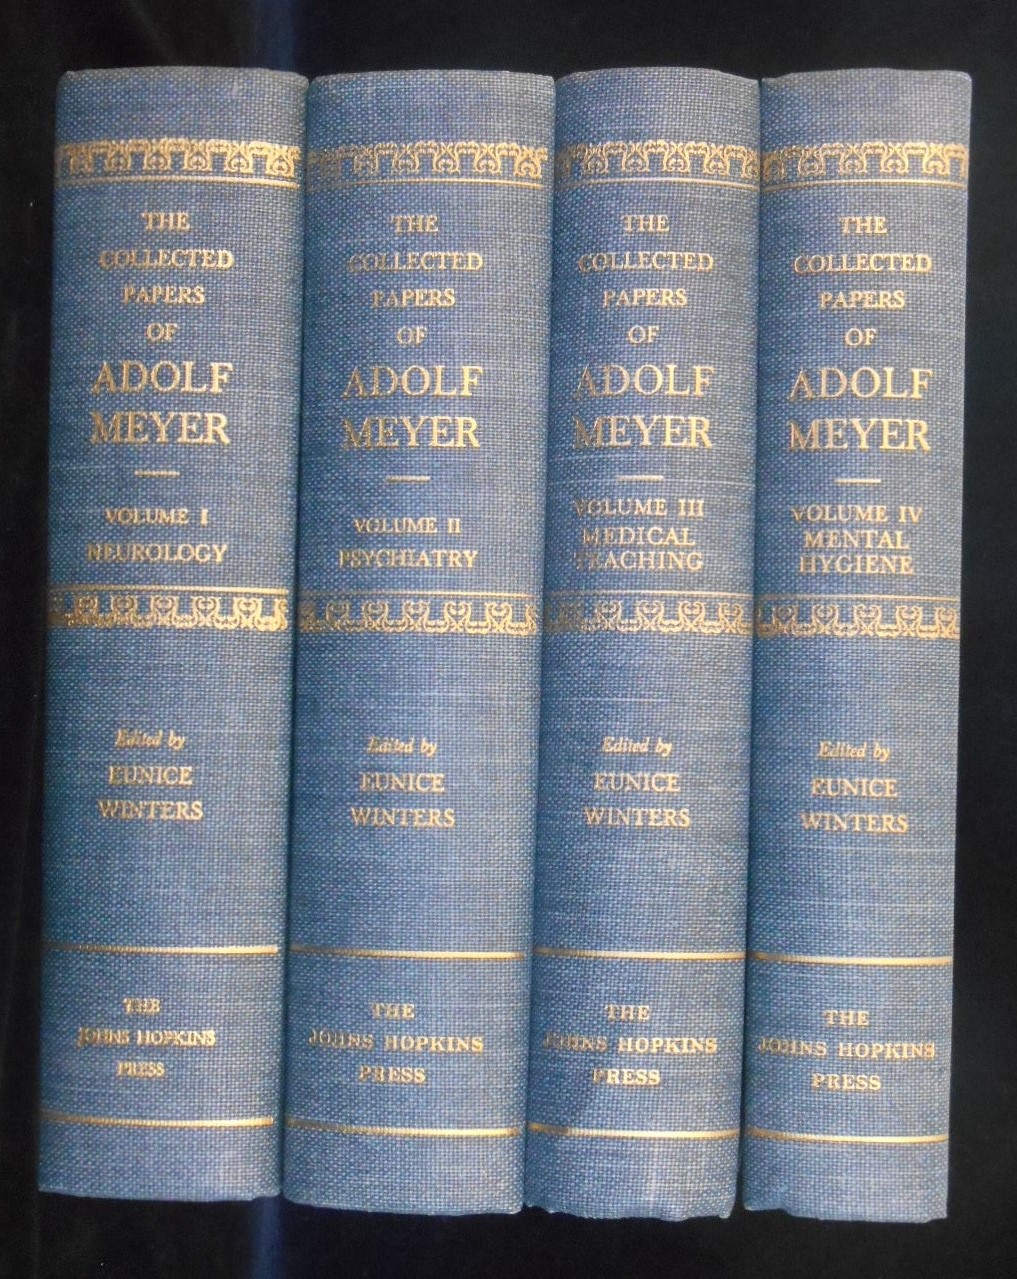 THE
COLLECTED
PAPERS
OF
ADOLF
MEYER
VOLUME I
NEUROLOGY
Edited by
EUNICE
WINTERS
THE
JOHNS HOPKINS
PRESS
THE
COLLECTED
PAPERS
OF
ADOLF
MEYER
VOLUME II
PSYCHIATRY
Edited by
EUNICE
WINTERS
THE
JOHNS HOPKINS
PRESS
THE
COLLECTED
PAPERS
OF
ADOLF
MEYER
VOLUME III
MEDICAL
TEACHING
Edited by
EUNICE
WINTERS
THE
JOHNS HOPKINS
PRESS
THE
COLLECTED
PAPERS
OF
ADOLF
MEYER
VOLUME IV
MENTAL
HYGIENE
Edited by
EUNICE
WINTERS
THE
JOHNS HOPKINS
PRESS